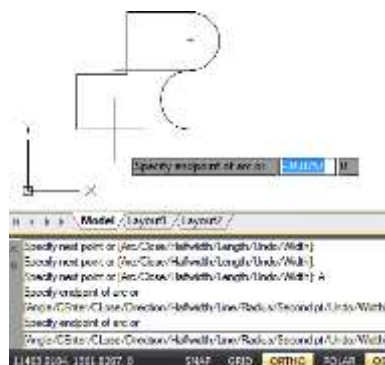 Y
Specify endpoint of arc or
X
Model Layout1 Layout2
Specify next point or [Arc/Close/Halfwidth/Length/Undo/Width]:
Specify next point or [Arc/Close/Halfwidth/Length/Undo/Width]:
Specify next point or [Arc/Close/Halfwidth/Length/Undo/Width]: A
Specify endpoint of arc or
[Angle/CEnter/CLose/Direction/Halfwidth/Line/Radius/Second pt/Undo/Width
Specify endpoint of arc or
[Angle/CEnter/CLose/Direction/Halfwidth/Line/Radius/Second pt/Undo/Width
SNAP GRID ORTHO POLAR